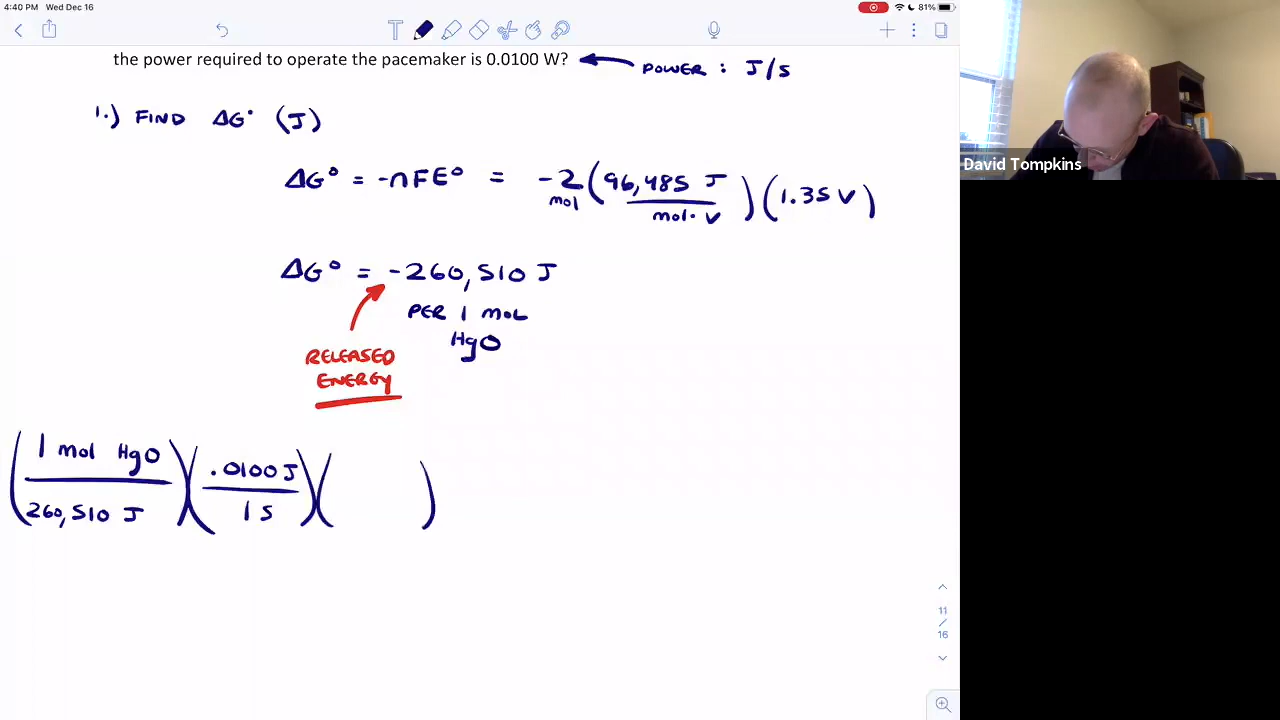 4:40 PM Wed Dec 16
81%
the power required to operate the pacemaker is 0.0100 W?
POWER : J/s
1.) FIND ΔG° (J)
ΔG° = -nFE° = -2 mol (96,485 J / mol·V) (1.35 V)
ΔG° = -260,510 J
PER 1 MOL
HgO
RELEASED
ENERGY
(1 mol HgO / 260,510 J) (.0100 J / 1 s) ( )
11
/
16
David Tompkins